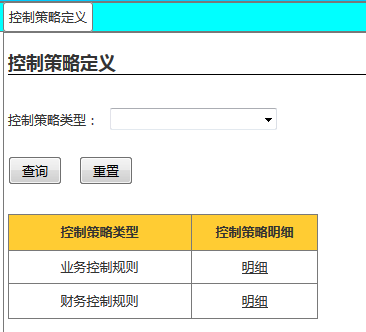 控制策略定义
控制策略定义
控制策略类型：
查询 重置
控制策略类型 控制策略明细
业务控制规则 明细
财务控制规则 明细